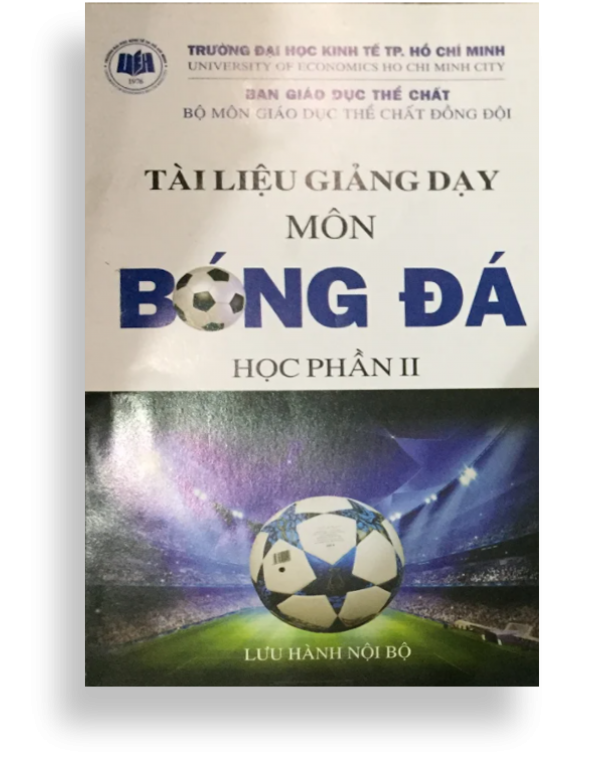 TRƯỜNG ĐẠI HỌC KINH TẾ TP. HỒ CHÍ MINH
UNIVERSITY OF ECONOMICS HO CHI MINH CITY
BAN GIÁO DỤC THỂ CHẤT
BỘ MÔN GIÁO DỤC THỂ CHẤT ĐỒNG ĐỘI
UEH
1976
TÀI LIỆU GIẢNG DẠY
MÔN
BÓNG ĐÁ
HỌC PHẦN II
LƯU HÀNH NỘI BỘ